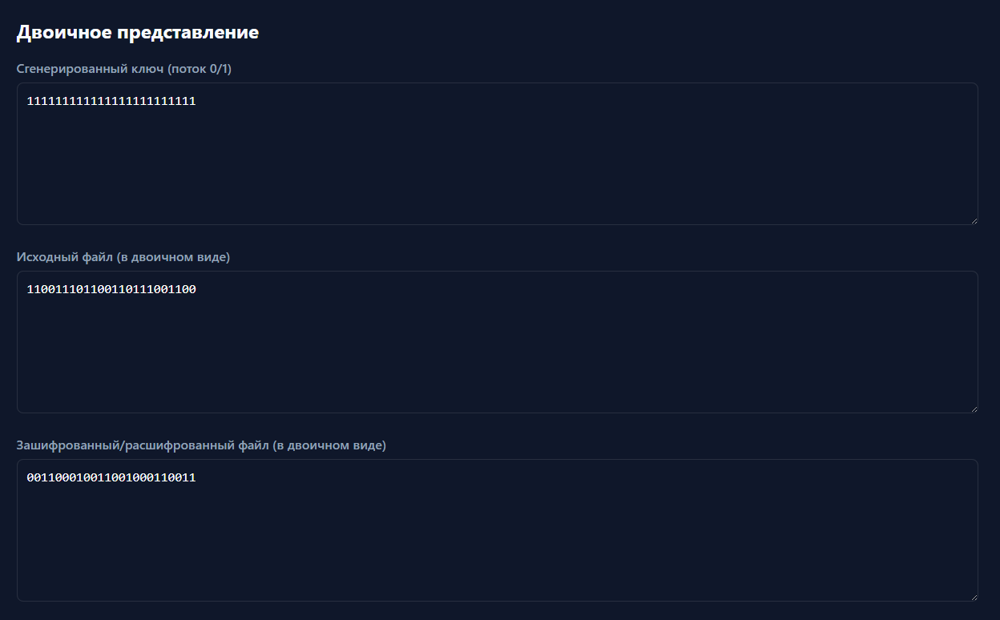 Двоичное представление
Сгенерированный ключ (поток 0/1)
111111111111111111111111
Исходный файл (в двоичном виде)
110011101100110111001100
Зашифрованный/расшифрованный файл (в двоичном виде)
001100010011001000110011